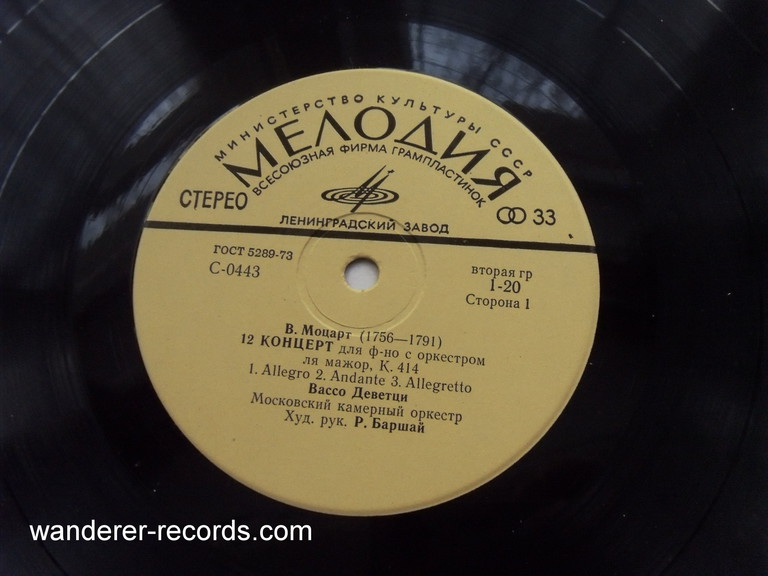 МИНИСТЕРСТВО КУЛЬТУРЫ СССР
МЕЛОДИЯ
ВСЕСОЮЗНАЯ ФИРМА ГРАМПЛАСТИНОК
СТЕРЕО
33
ЛЕНИНГРАДСКИЙ ЗАВОД
ГОСТ 5289-73
С-0443
вторая гр
1-20
Сторона 1
В. Моцарт (1756—1791)
12 КОНЦЕРТ для ф-но с оркестром
ля мажор, К. 414
1. Allegro 2. Andante 3. Allegretto
Вассо Деветци
Московский камерный оркестр
Худ. рук. Р. Баршай
wanderer-records.com